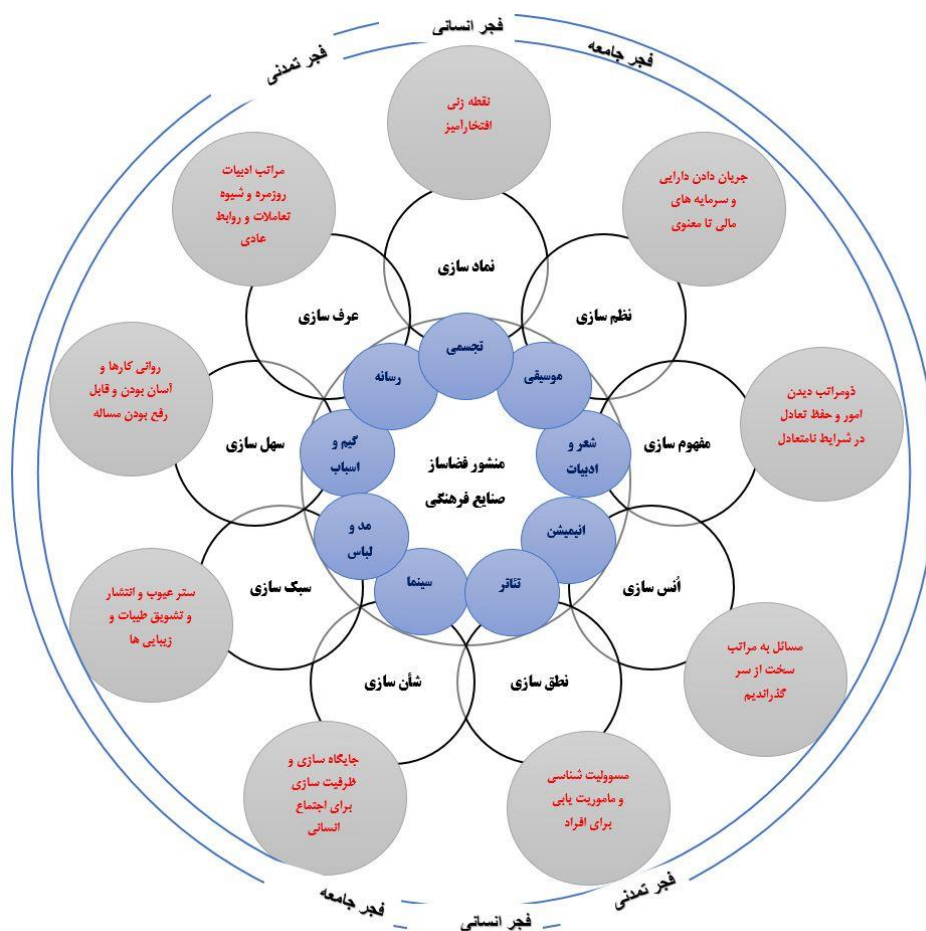 فجر انسانی
فجر جامعه
فجر تمدنی
نقطه زنی
افتخارآمیز
جریان دادن دارایی
و سرمایه های
مالی تا معنوی
مراتب ادبیات
روزمره و شیوه
تعاملات و روابط
عادی
نماد سازی
نظم سازی
عرف سازی
تجسمی
موسیقی
رسانه
ذومراتب دیدن
امور و حفظ تعادل
در شرایط نامتعادل
روانی کارها و
آسان بودن و قابل
رفع بودن مساله
مفهوم سازی
سهل سازی
شعر و
ادبیات
گیم و
اسباب
منشور فضاساز
صنایع فرهنگی
انیمیشن
مد و
لباس
تئاتر
سینما
اُنس سازی
سبک سازی
مسائل به مراتب
سخت از سر
گذراندیم
ستر عیوب و انتشار
و تشویق طیبات و
زیبایی ها
نطق سازی
شأن سازی
مسوولیت شناسی
و ماموریت یابی
برای افراد
جایگاه سازی و
ظرفیت سازی
برای اجتماع
انسانی
فجر تمدنی
فجر انسانی
فجر جامعه